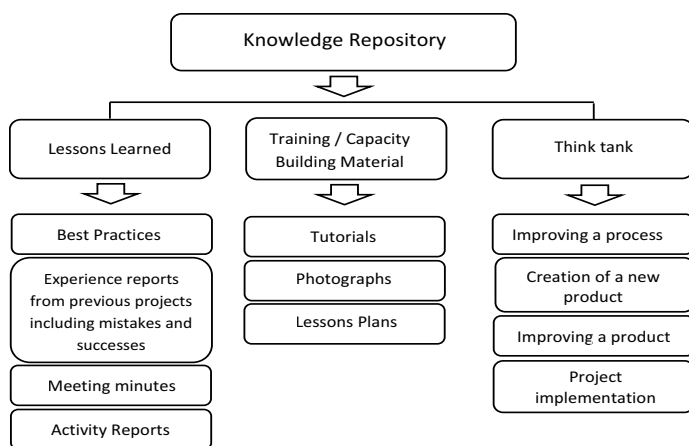 Knowledge Repository
Lessons Learned
Training / Capacity
Building Material
Think tank
Best Practices
Experience reports
from previous projects
including mistakes and
successes
Meeting minutes
Activity Reports
Tutorials
Photographs
Lessons Plans
Improving a process
Creation of a new
product
Improving a product
Project
implementation